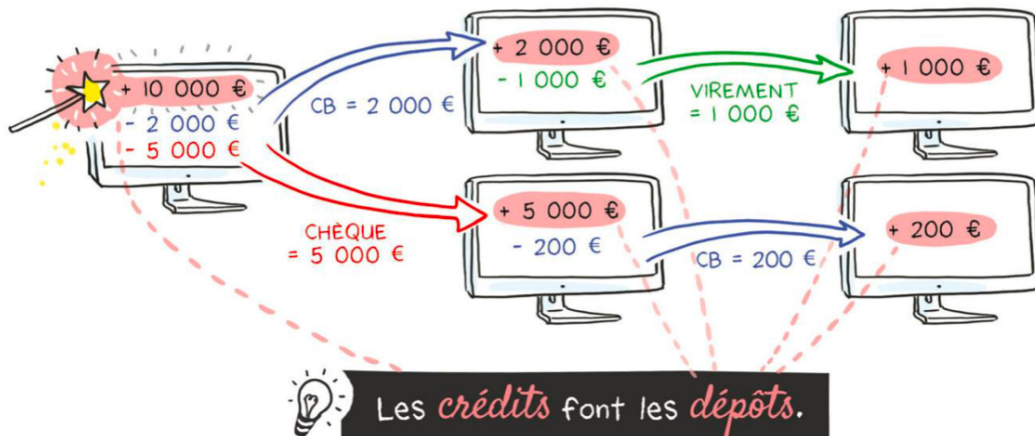 + 10 000 €
- 2 000 €
- 5 000 €
CB = 2 000 €
+ 2 000 €
- 1 000 €
VIREMENT
= 1 000 €
+ 1 000 €
CHÈQUE
= 5 000 €
+ 5 000 €
- 200 €
CB = 200 €
+ 200 €
Les crédits font les dépôts.